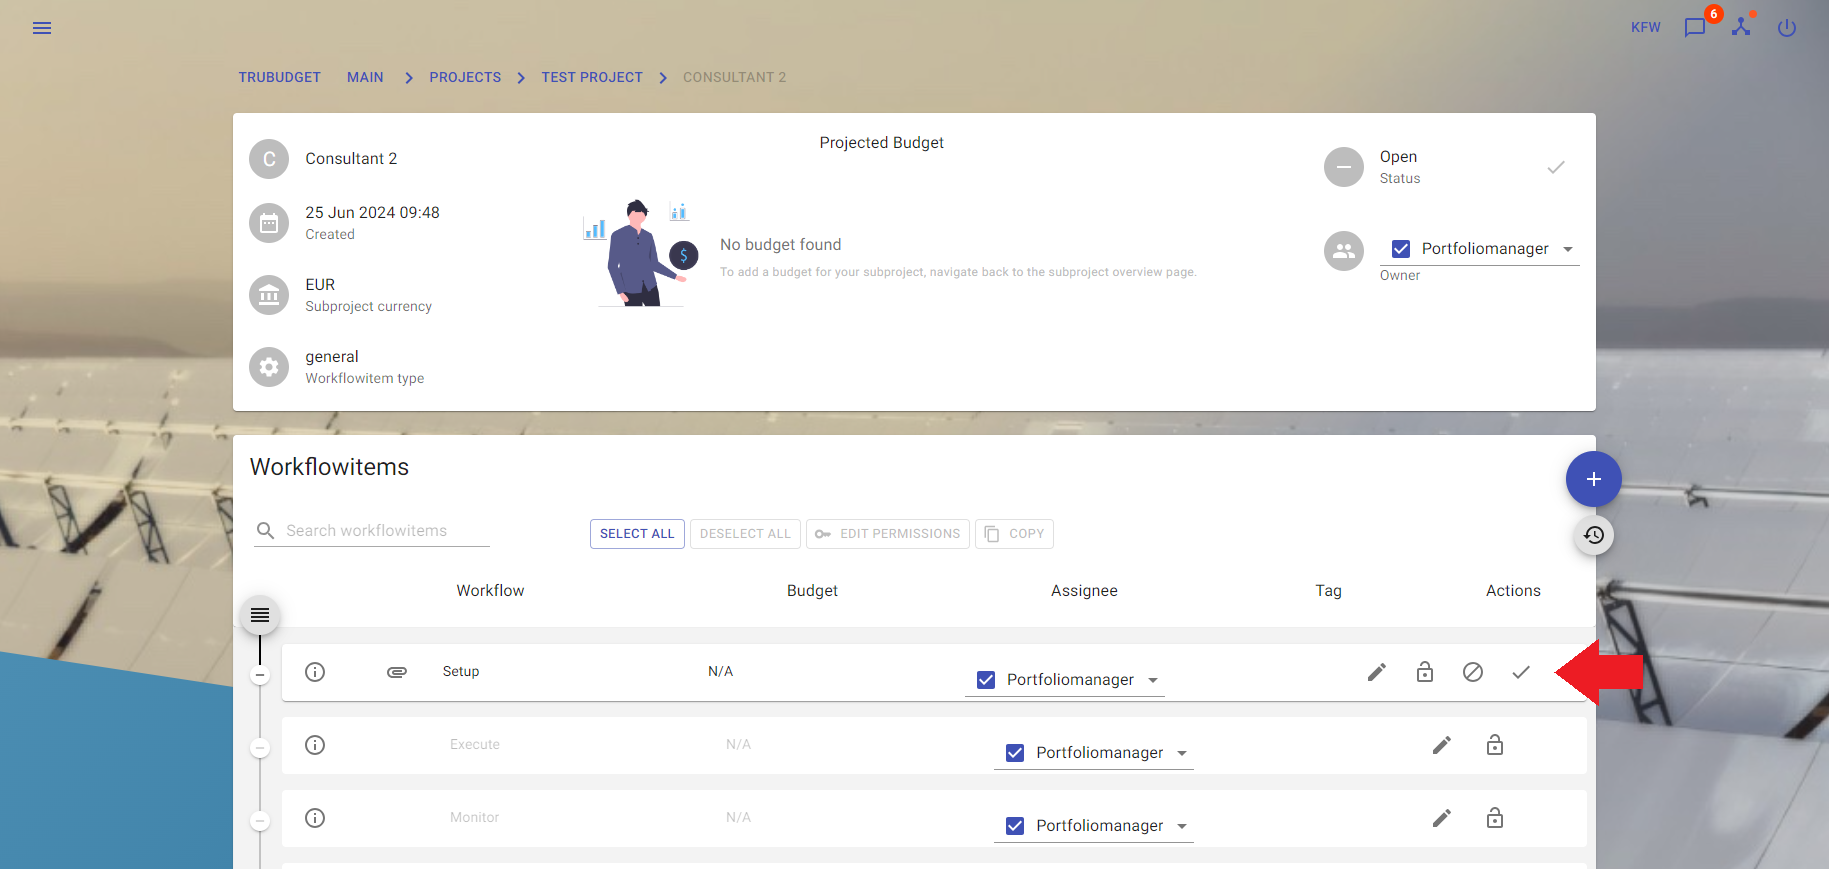 KFW 6
TRUBUDGET MAIN PROJECTS TEST PROJECT CONSULTANT 2
Projected Budget
C Consultant 2
Open
Status
25 Jun 2024 09:48
Created
$
No budget found
To add a budget for your subproject, navigate back to the subproject overview page.
Portfoliomanager
Owner
EUR
Subproject currency
general
Workflowitem type
Workflowitems
Search workflowitems SELECT ALL DESELECT ALL EDIT PERMISSIONS COPY
Workflow Budget Assignee Tag Actions
Setup N/A Portfoliomanager
Execute N/A Portfoliomanager
Monitor N/A Portfoliomanager